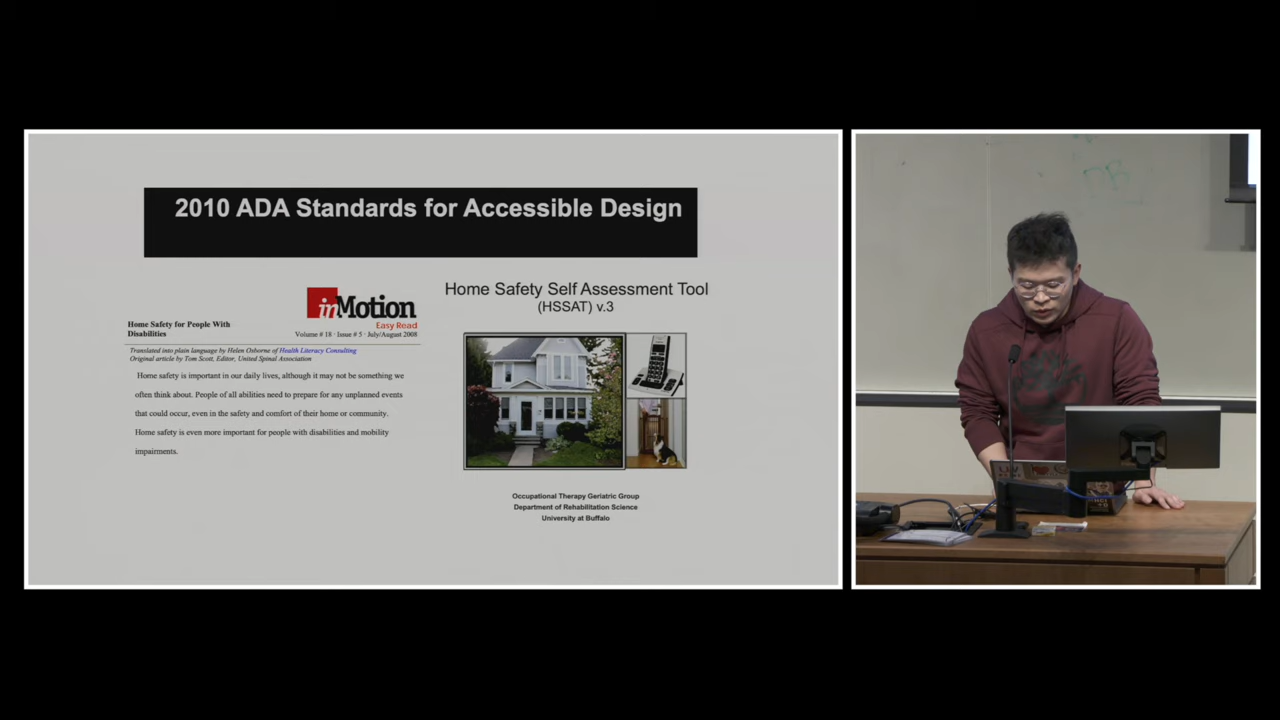 2010 ADA Standards for Accessible Design
inMotion
Easy Read
Home Safety for People With
Disabilities
Volume # 18 · Issue # 5 · July/August 2008
Translated into plain language by Helen Osborne of Health Literacy Consulting
Original article by Tom Scott, Editor, United Spinal Association
Home safety is important in our daily lives, although it may not be something we
often think about. People of all abilities need to prepare for any unplanned events
that could occur, even in the safety and comfort of their home or community.
Home safety is even more important for people with disabilities and mobility
impairments.
Home Safety Self Assessment Tool
(HSSAT) v.3
Occupational Therapy Geriatric Group
Department of Rehabilitation Science
University at Buffalo